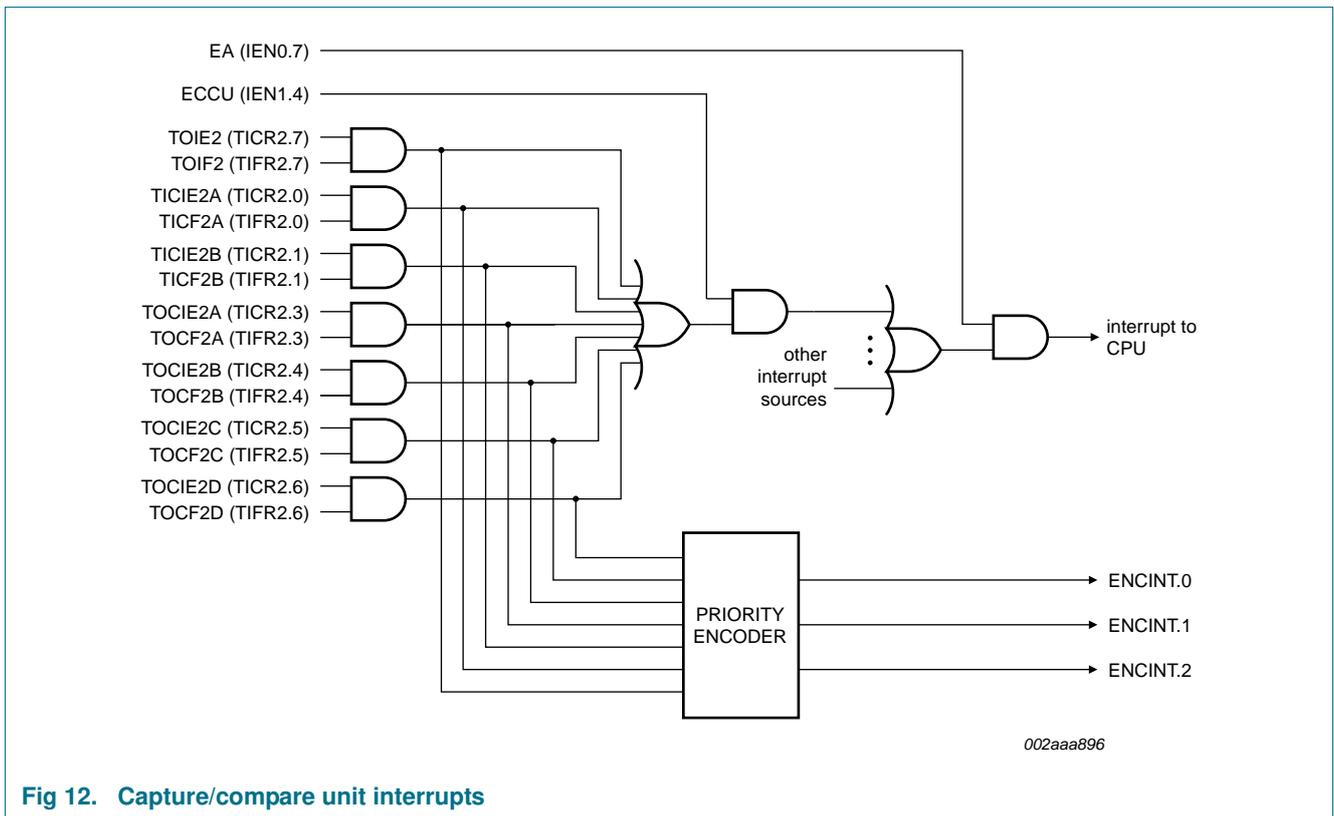 EA (IEN0.7)
ECCU (IEN1.4)
TOIE2 (TICR2.7)
TOIF2 (TIFR2.7)
TICIE2A (TICR2.0)
TICF2A (TIFR2.0)
TICIE2B (TICR2.1)
TICF2B (TIFR2.1)
TOCIE2A (TICR2.3)
TOCF2A (TIFR2.3)
TOCIE2B (TICR2.4)
TOCF2B (TIFR2.4)
TOCIE2C (TICR2.5)
TOCF2C (TIFR2.5)
TOCIE2D (TICR2.6)
TOCF2D (TIFR2.6)
other
interrupt
sources
interrupt to
CPU
PRIORITY
ENCODER
ENCINT.0
ENCINT.1
ENCINT.2
002aaa896
Fig 12. Capture/compare unit interrupts